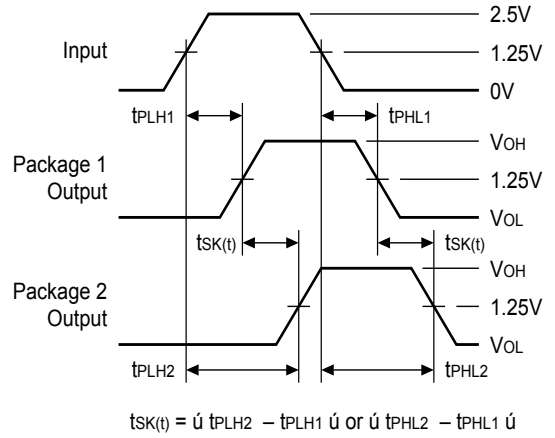 2.5V
Input
1.25V
0V
tPLH1
tPHL1
VOH
Package 1
Output
1.25V
VOL
tSK(t)
tSK(t)
VOH
Package 2
Output
1.25V
VOL
tPLH2
tPHL2
tSK(t) = ú tPLH2 – tPLH1 ú or ú tPHL2 – tPHL1 ú